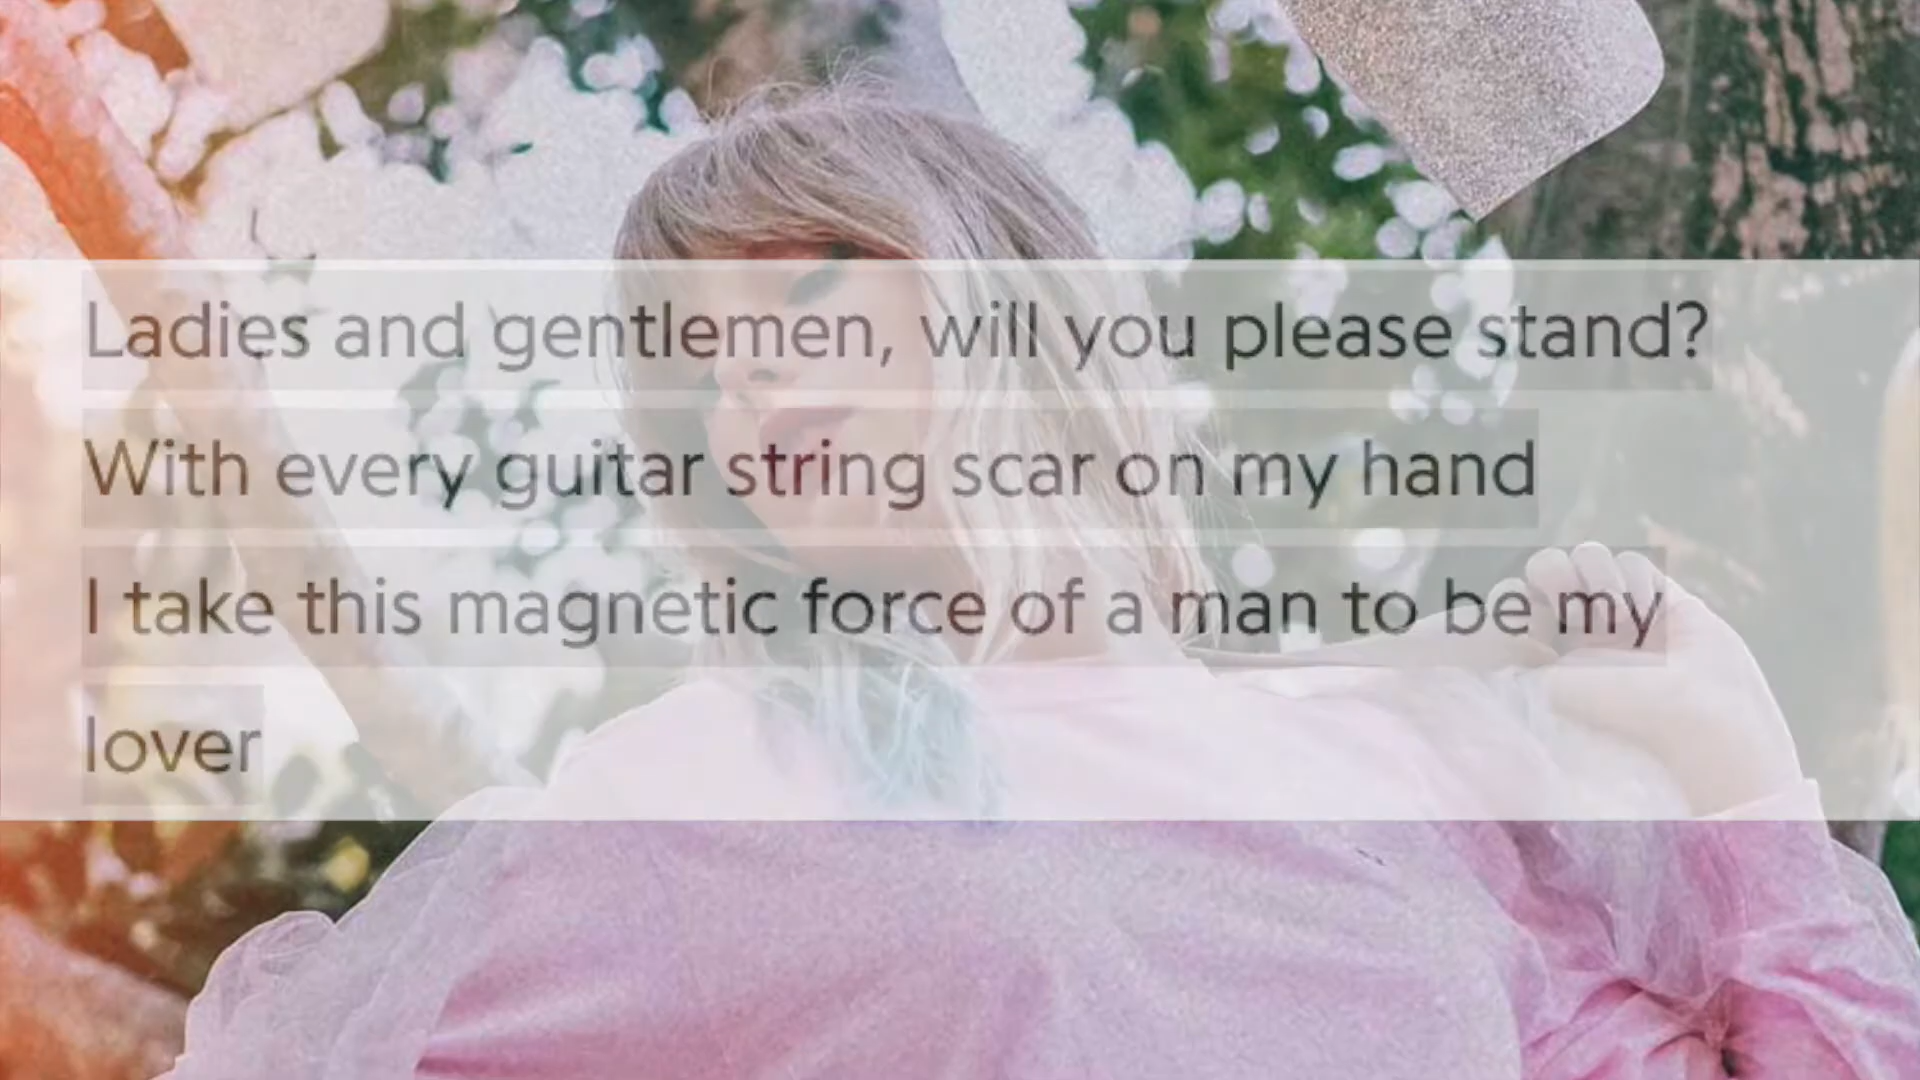 Ladies and gentlemen, will you please stand?
With every guitar string scar on my hand
I take this magnetic force of a man to be my
lover